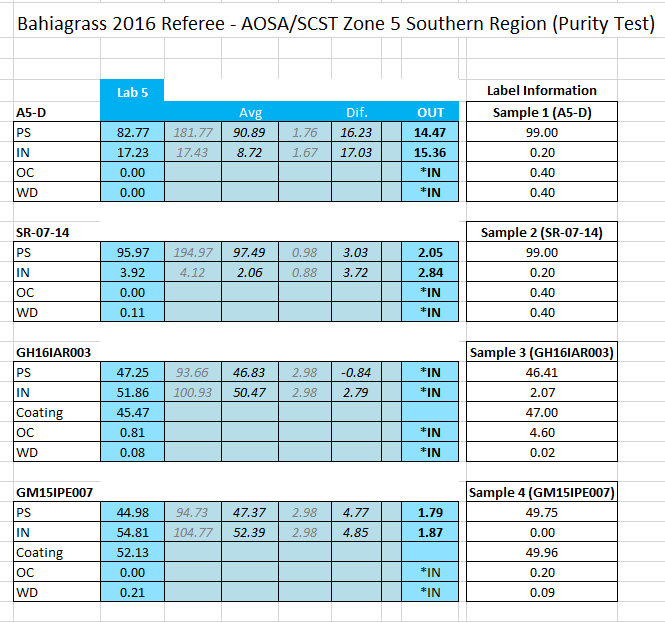 Bahiagrass 2016 Referee - AOSA/SCST Zone 5 Southern Region (Purity Test)
Lab 5 Label Information
A5-D Avg Dif. OUT Sample 1 (A5-D)
PS 82.77 181.77 90.89 1.76 16.23 14.47 99.00
IN 17.23 17.43 8.72 1.67 17.03 15.36 0.20
OC 0.00 *IN 0.40
WD 0.00 *IN 0.40
SR-07-14 Sample 2 (SR-07-14)
PS 95.97 194.97 97.49 0.98 3.03 2.05 99.00
IN 3.92 4.12 2.06 0.88 3.72 2.84 0.20
OC 0.00 *IN 0.40
WD 0.11 *IN 0.40
GH16IAR003 Sample 3 (GH16IAR003)
PS 47.25 93.66 46.83 2.98 -0.84 *IN 46.41
IN 51.86 100.93 50.47 2.98 2.79 *IN 2.07
Coating 45.47 47.00
OC 0.81 *IN 4.60
WD 0.08 *IN 0.02
GM15IPE007 Sample 4 (GM15IPE007)
PS 44.98 94.73 47.37 2.98 4.77 1.79 49.75
IN 54.81 104.77 52.39 2.98 4.85 1.87 0.00
Coating 52.13 49.96
OC 0.00 *IN 0.20
WD 0.21 *IN 0.09